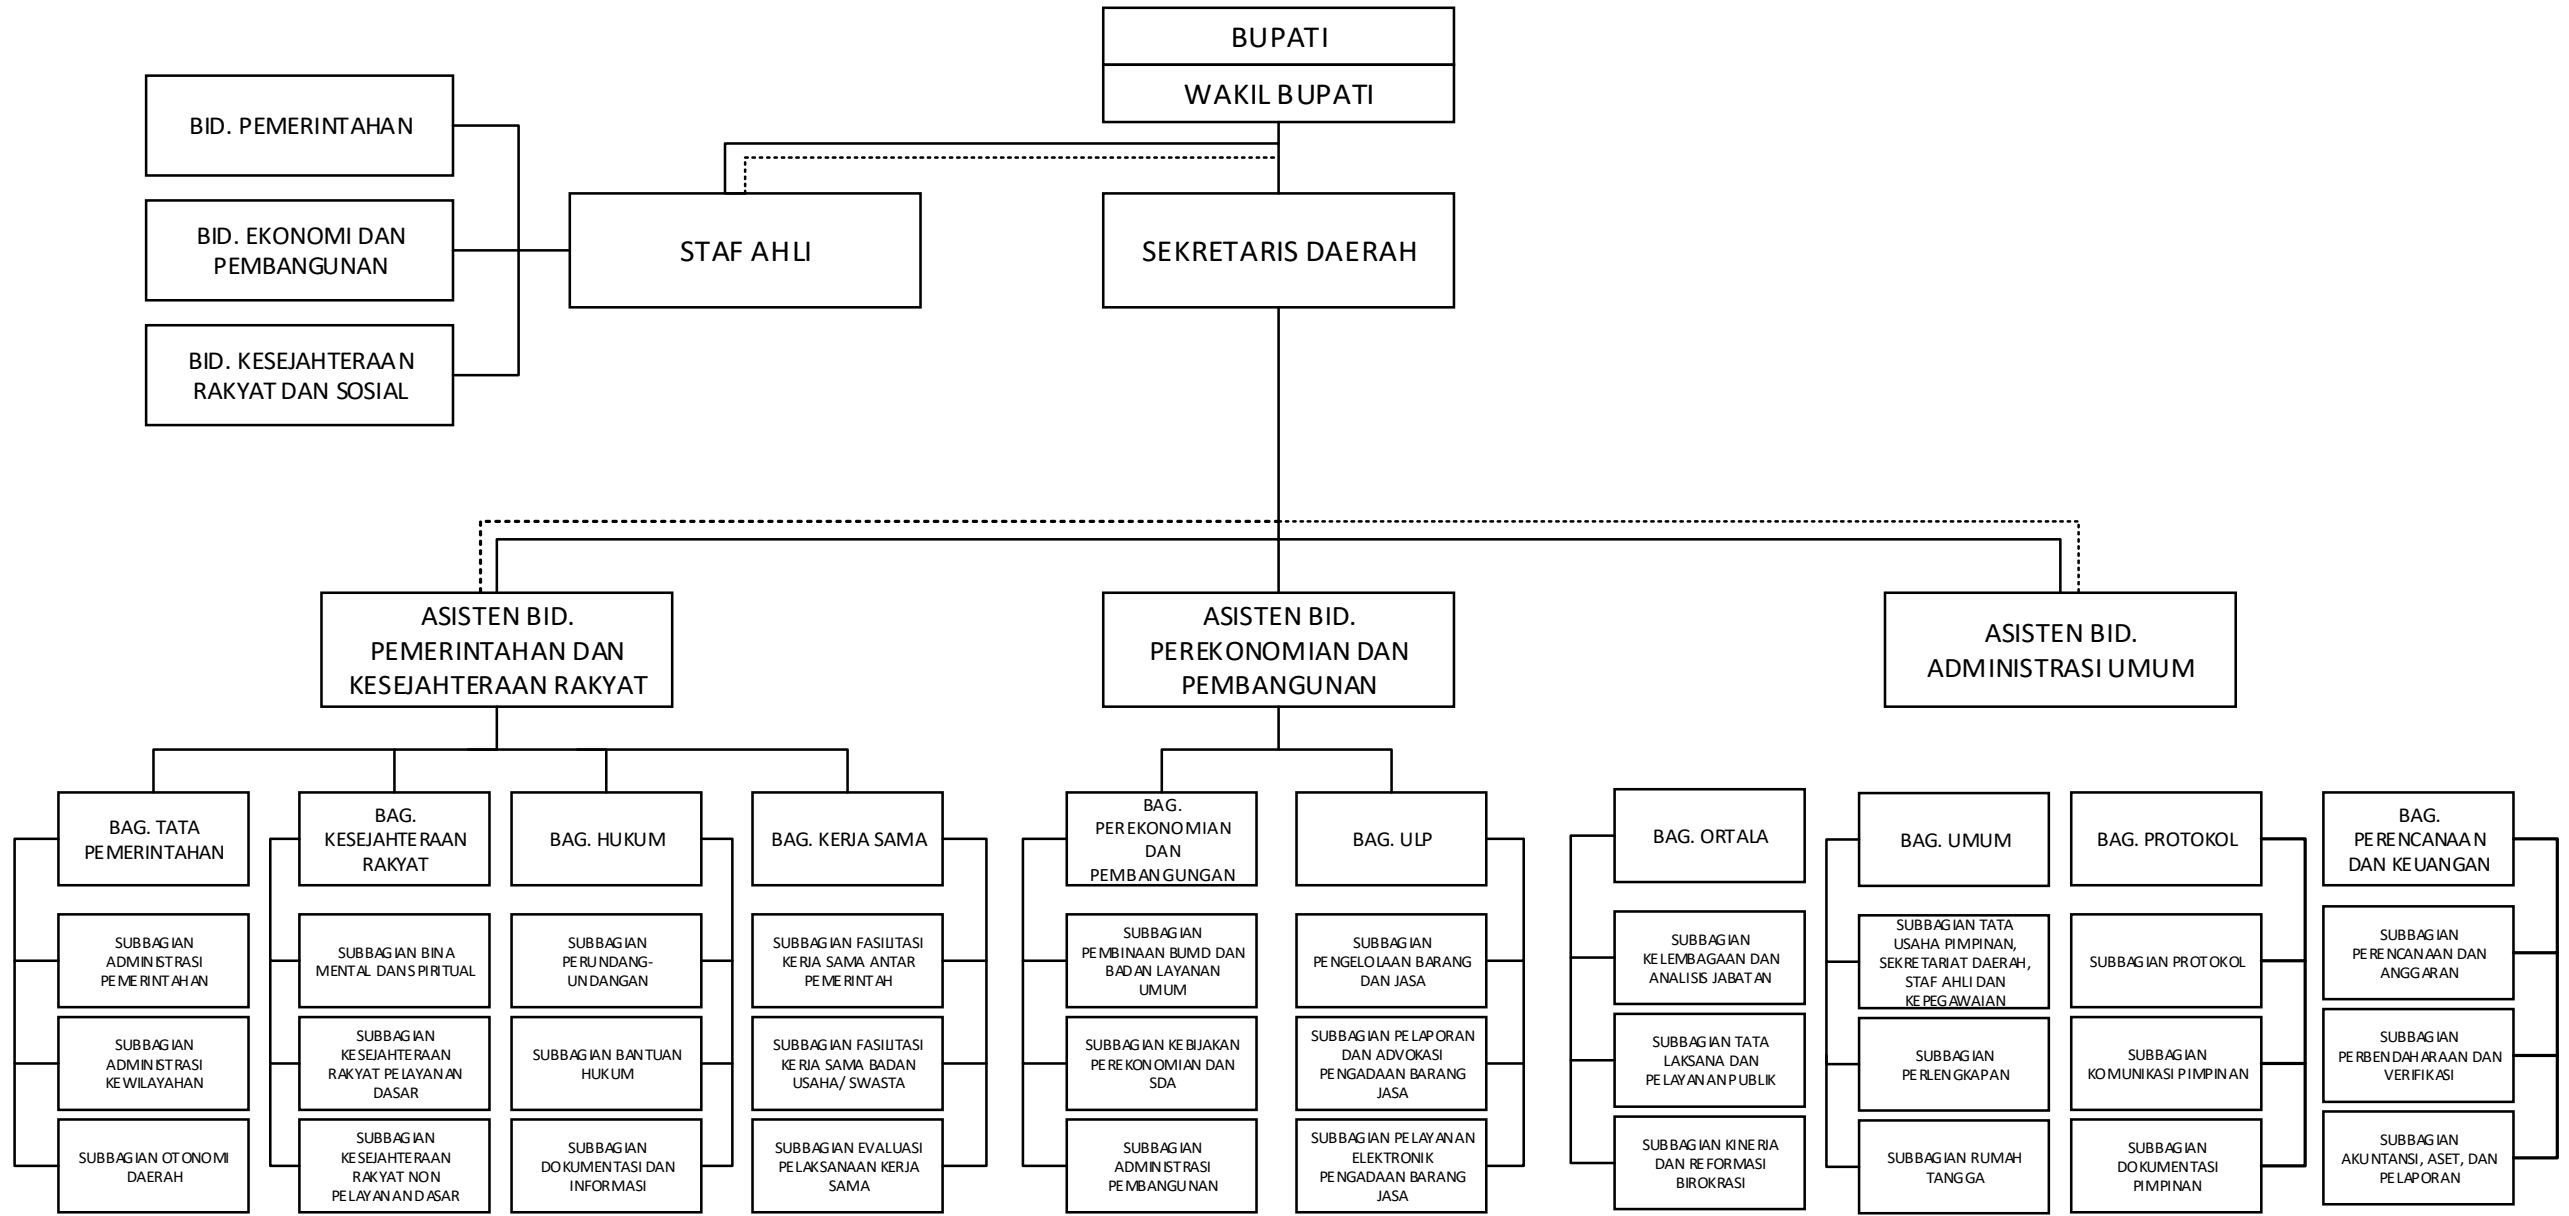 BUPATI
WAKIL BUPATI
BID. PEMERINTAHAN
BID. EKONOMI DAN
PEMBANGUNAN
BID. KESEJAHTERAAN
RAKYAT DAN SOSIAL
STAF AHLI
SEKRETARIS DAERAH
ASISTEN BID.
PEMERINTAHAN DAN
KESEJAHTERAAN RAKYAT
ASISTEN BID.
PEREKONOMIAN DAN
PEMBANGUNAN
ASISTEN BID.
ADMINISTRASI UMUM
BAG. TATA
PEMERINTAHAN
SUBBAGIAN
ADMINISTRASI
PEMERINTAHAN
SUBBAGIAN
ADMINISTRASI
KEWILAYAHAN
SUBBAGIAN OTONOMI
DAERAH
BAG.
KESEJAHTERAAN
RAKYAT
SUBBAGIAN BINA
MENTAL DAN SPIRITUAL
SUBBAGIAN
KESEJAHTERAAN
RAKYAT PELAYANAN
DASAR
SUBBAGIAN
KESEJAHTERAAN
RAKYAT NON
PELAYANAN DASAR
BAG. HUKUM
SUBBAGIAN
PERUNDANG-
UNDANGAN
SUBBAGIAN BANTUAN
HUKUM
SUBBAGIAN
DOKUMENTASI DAN
INFORMASI
BAG. KERJA SAMA
SUBBAGIAN FASILITASI
KERJA SAMA ANTAR
PEMERINTAH
SUBBAGIAN FASILITASI
KERJA SAMA BADAN
USAHA/ SWASTA
SUBBAGIAN EVALUASI
PELAKSANAAN KERJA
SAMA
BAG.
PEREKONOMIAN
DAN
PEMBANGUNGAN
SUBBAGIAN
PEMBINAAN BUMD DAN
BADAN LAYANAN
UMUM
SUBBAGIAN KEBIJAKAN
PEREKONOMIAN DAN
SDA
SUBBAGIAN
ADMINISTRASI
PEMBANGUNAN
BAG. ULP
SUBBAGIAN
PENGELOLAAN BARANG
DAN JASA
SUBBAGIAN PELAPORAN
DAN ADVOKASI
PENGADAAN BARANG
JASA
SUBBAGIAN PELAYANAN
ELEKTRONIK
PENGADAAN BARANG
JASA
BAG. ORTALA
SUBBAGIAN
KELEMBAGAAN DAN
ANALISIS JABATAN
SUBBAGIAN TATA
LAKSANA DAN
PELAYANAN PUBLIK
SUBBAGIAN KINERJA
DAN REFORMASI
BIROKRASI
BAG. UMUM
SUBBAGIAN TATA
USAHA PIMPINAN,
SEKRETARIAT DAERAH,
STAF AHLI DAN
KEPEGAWAIAN
SUBBAGIAN
PERLENGKAPAN
SUBBAGIAN RUMAH
TANGGA
BAG. PROTOKOL
SUBBAGIAN PROTOKOL
SUBBAGIAN
KOMUNIKASI PIMPINAN
SUBBAGIAN
DOKUMENTASI
PIMPINAN
BAG.
PERENCANAAN
DAN KEUANGAN
SUBBAGIAN
PERENCANAAN DAN
ANGGARAN
SUBBAGIAN
PERBENDAHARAAN DAN
VERIFIKASI
SUBBAGIAN
AKUNTANSI, ASET, DAN
PELAPORAN